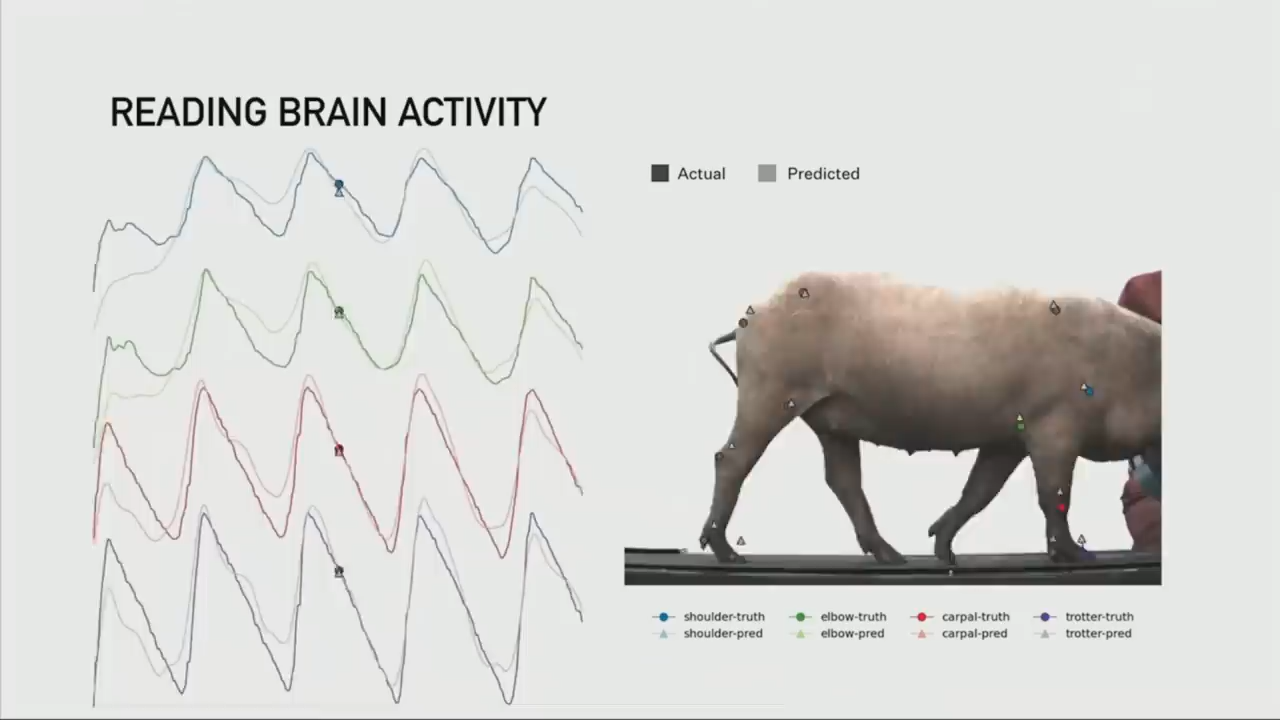 READING BRAIN ACTIVITY
Actual Predicted
shoulder-truth elbow-truth carpal-truth trotter-truth
shoulder-pred elbow-pred carpal-pred trotter-pred